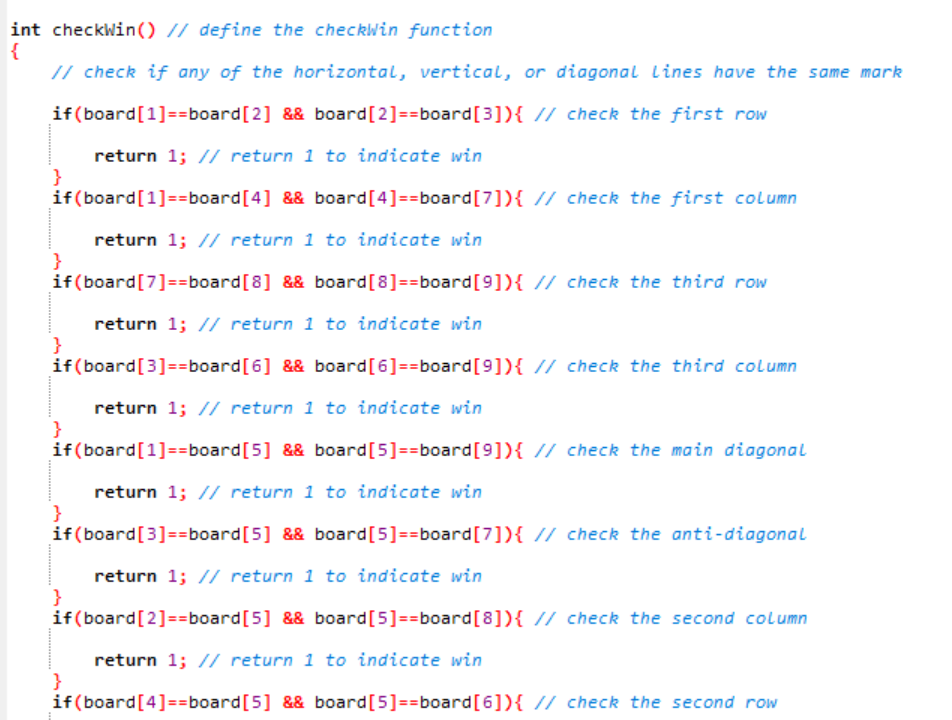 int checkWin() // define the checkWin function
{
    // check if any of the horizontal, vertical, or diagonal lines have the same mark
    if(board[1]==board[2] && board[2]==board[3]){ // check the first row
        return 1; // return 1 to indicate win
    }
    if(board[1]==board[4] && board[4]==board[7]){ // check the first column
        return 1; // return 1 to indicate win
    }
    if(board[7]==board[8] && board[8]==board[9]){ // check the third row
        return 1; // return 1 to indicate win
    }
    if(board[3]==board[6] && board[6]==board[9]){ // check the third column
        return 1; // return 1 to indicate win
    }
    if(board[1]==board[5] && board[5]==board[9]){ // check the main diagonal
        return 1; // return 1 to indicate win
    }
    if(board[3]==board[5] && board[5]==board[7]){ // check the anti-diagonal
        return 1; // return 1 to indicate win
    }
    if(board[2]==board[5] && board[5]==board[8]){ // check the second column
        return 1; // return 1 to indicate win
    }
    if(board[4]==board[5] && board[5]==board[6]){ // check the second row